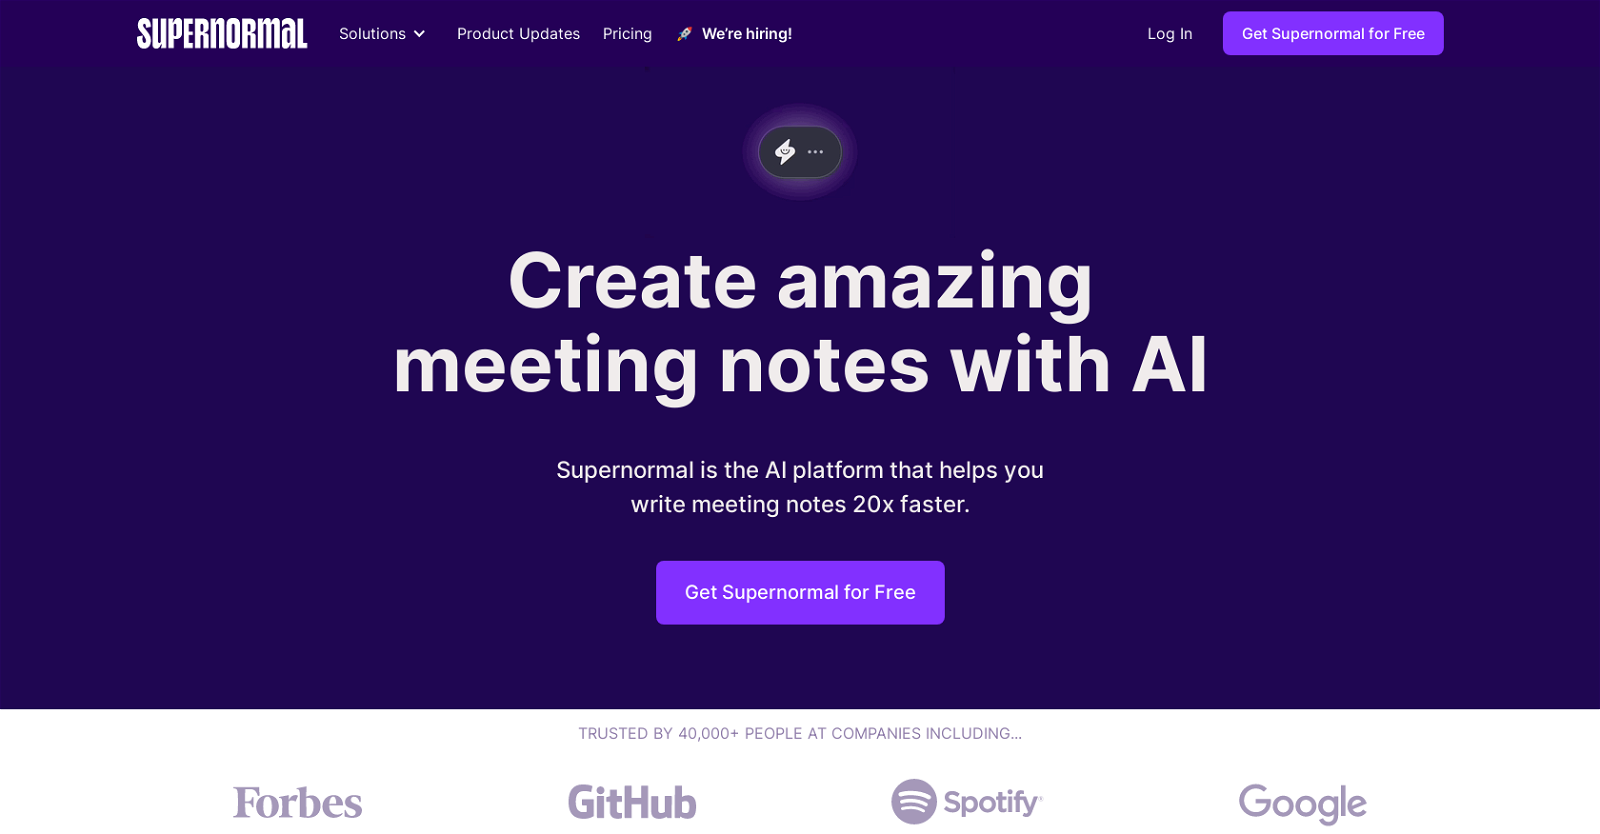 SUPERNORMAL
Solutions
Product Updates
Pricing
🚀 We're hiring!
Log In
Get Supernormal for Free
Create amazing
meeting notes with AI
Supernormal is the AI platform that helps you
write meeting notes 20x faster.
Get Supernormal for Free
TRUSTED BY 40,000+ PEOPLE AT COMPANIES INCLUDING...
Forbes
GitHub
Spotify®
Google